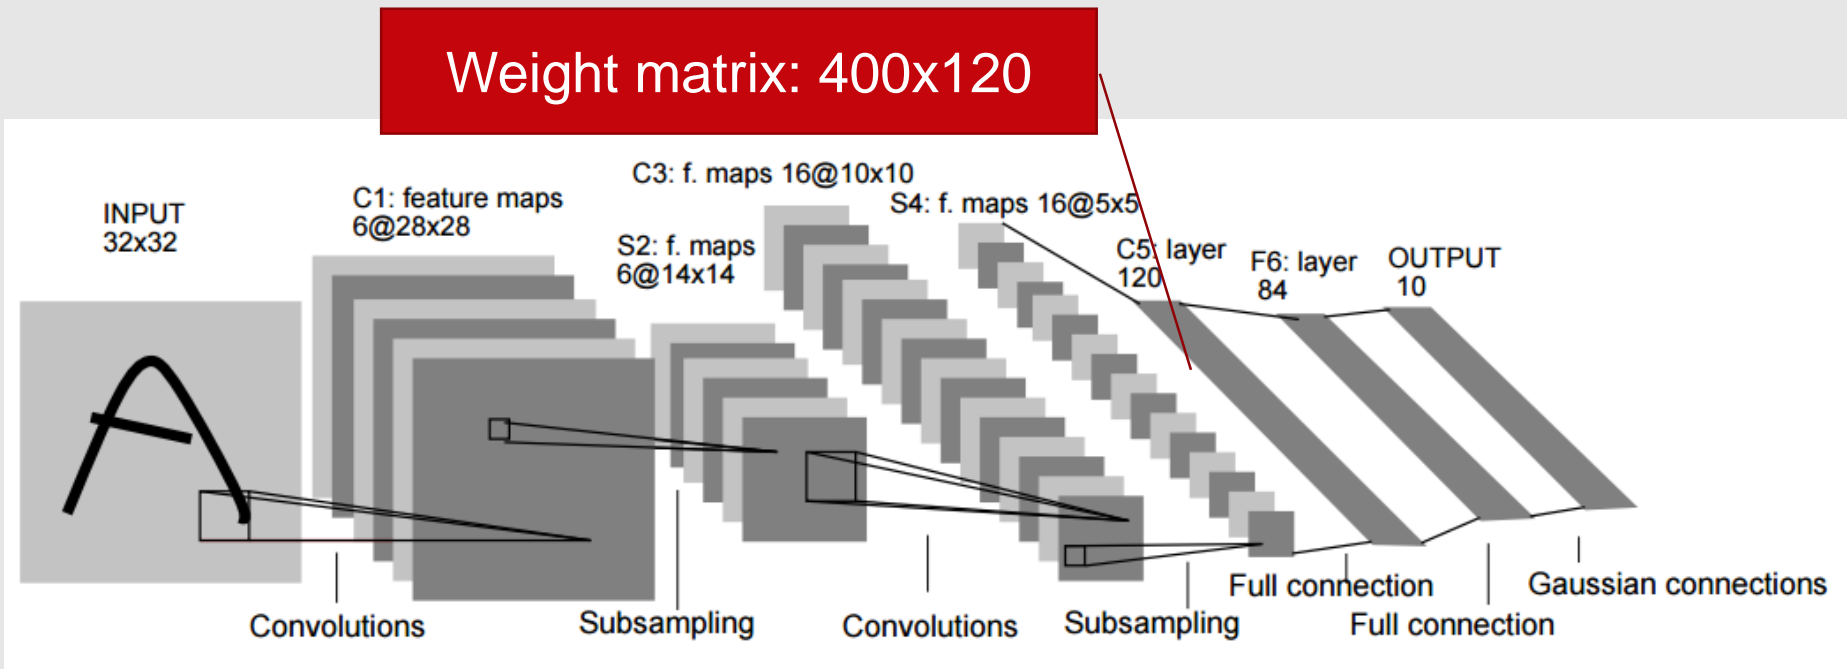 Weight matrix: 400x120
INPUT
32x32
C1: feature maps
6@28x28
S2: f. maps
6@14x14
C3: f. maps 16@10x10
S4: f. maps 16@5x5
C5: layer
120
F6: layer
84
OUTPUT
10
Convolutions
Subsampling
Convolutions
Subsampling
Full connection
Full connection
Gaussian connections